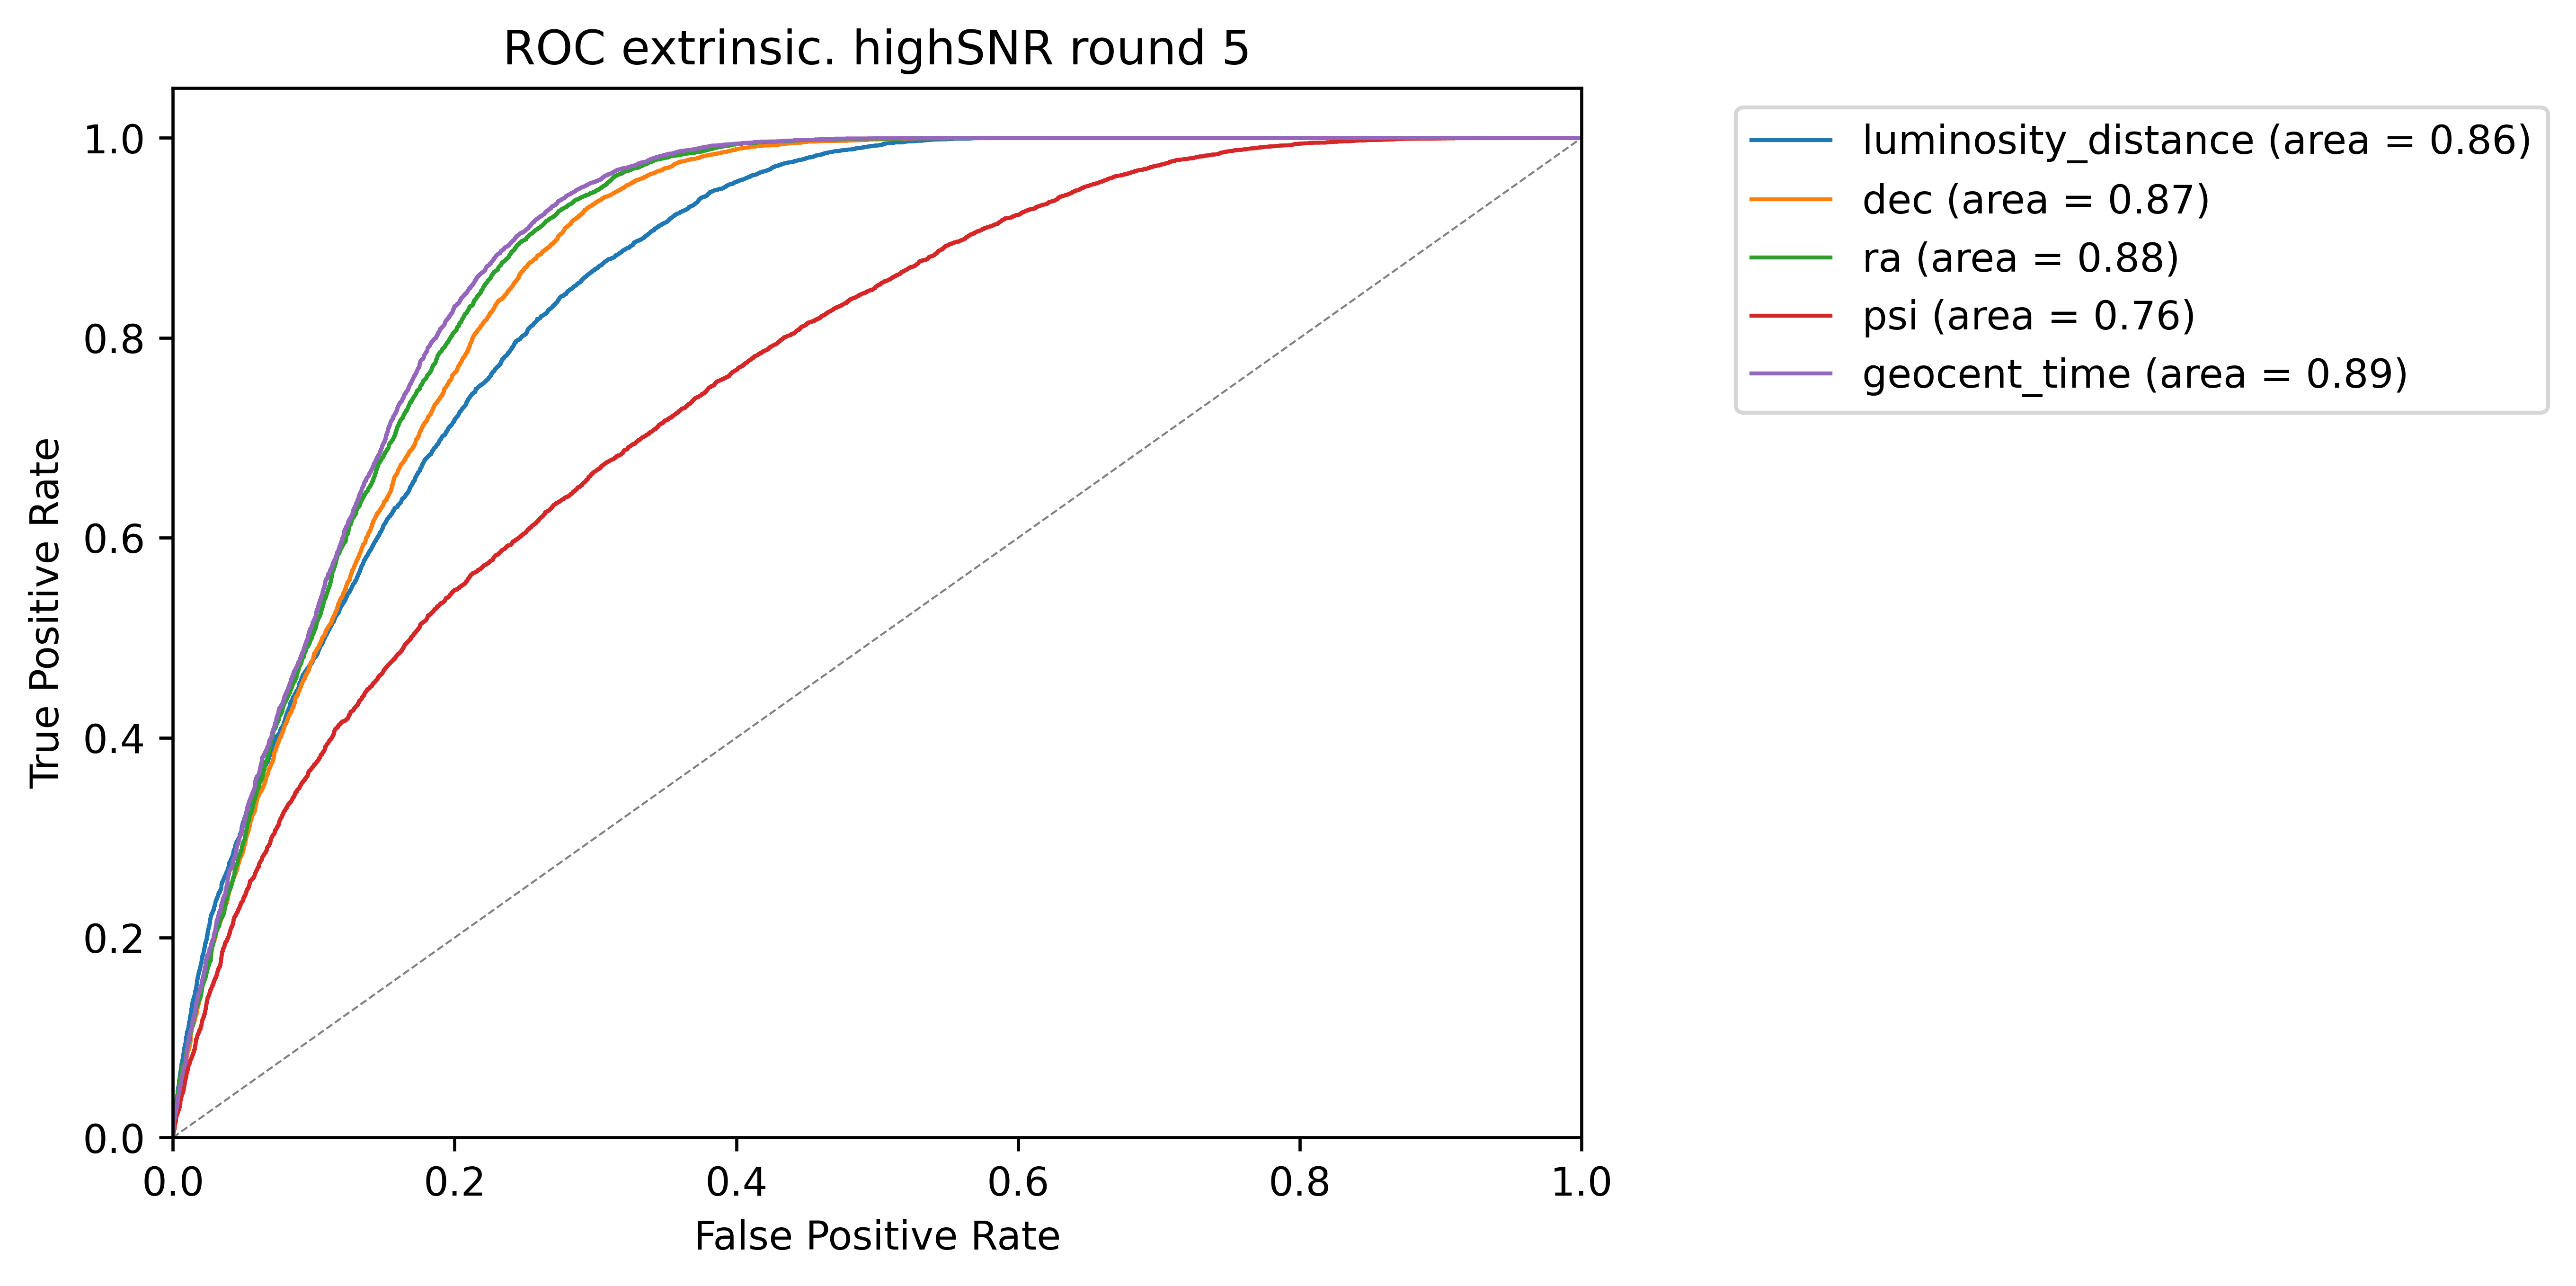 ROC extrinsic. highSNR round 5
luminosity_distance (area = 0.86)
dec (area = 0.87)
ra (area = 0.88)
psi (area = 0.76)
geocent_time (area = 0.89)
True Positive Rate
1.0
0.8
0.6
0.4
0.2
0.0
0.0 0.2 0.4 0.6 0.8 1.0
False Positive Rate